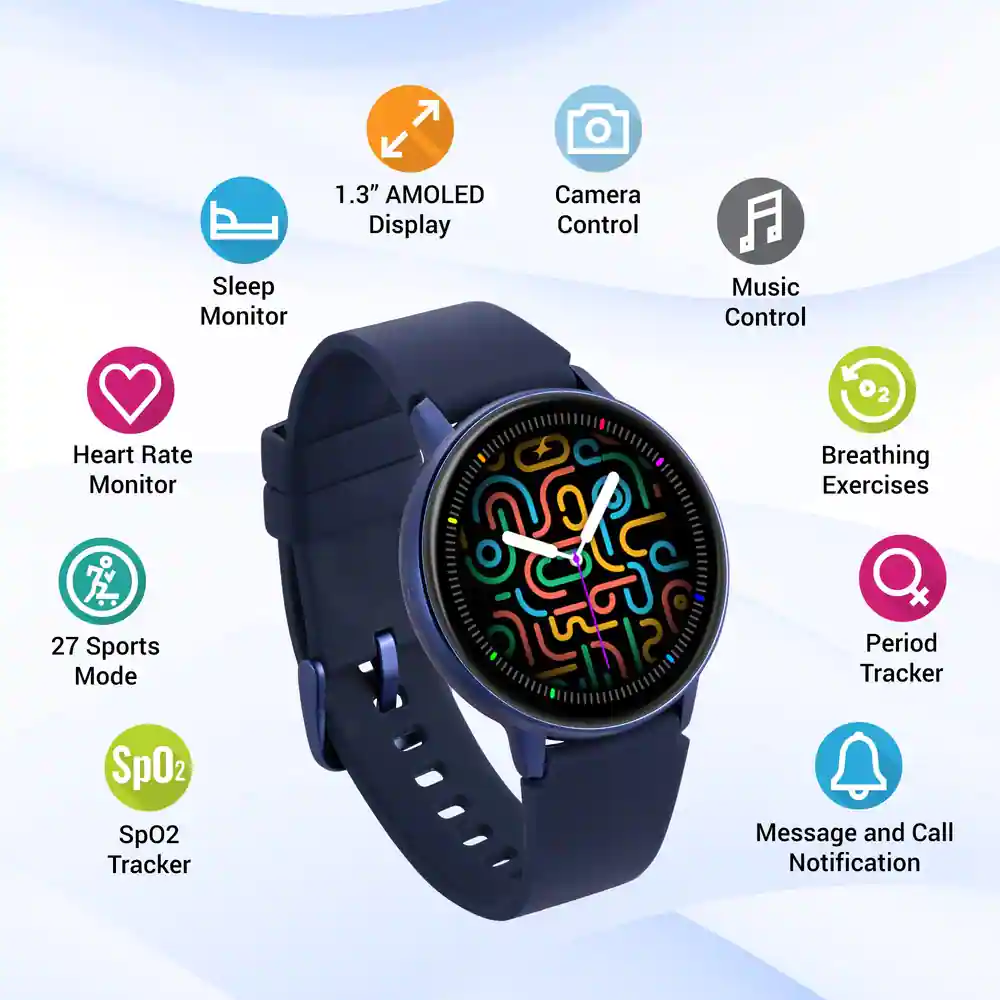 1.3” AMOLED
Display
Camera
Control
Sleep
Monitor
Music
Control
Heart Rate
Monitor
O2
Breathing
Exercises
27 Sports
Mode
Period
Tracker
SpO2
SpO2
Tracker
Message and Call
Notification